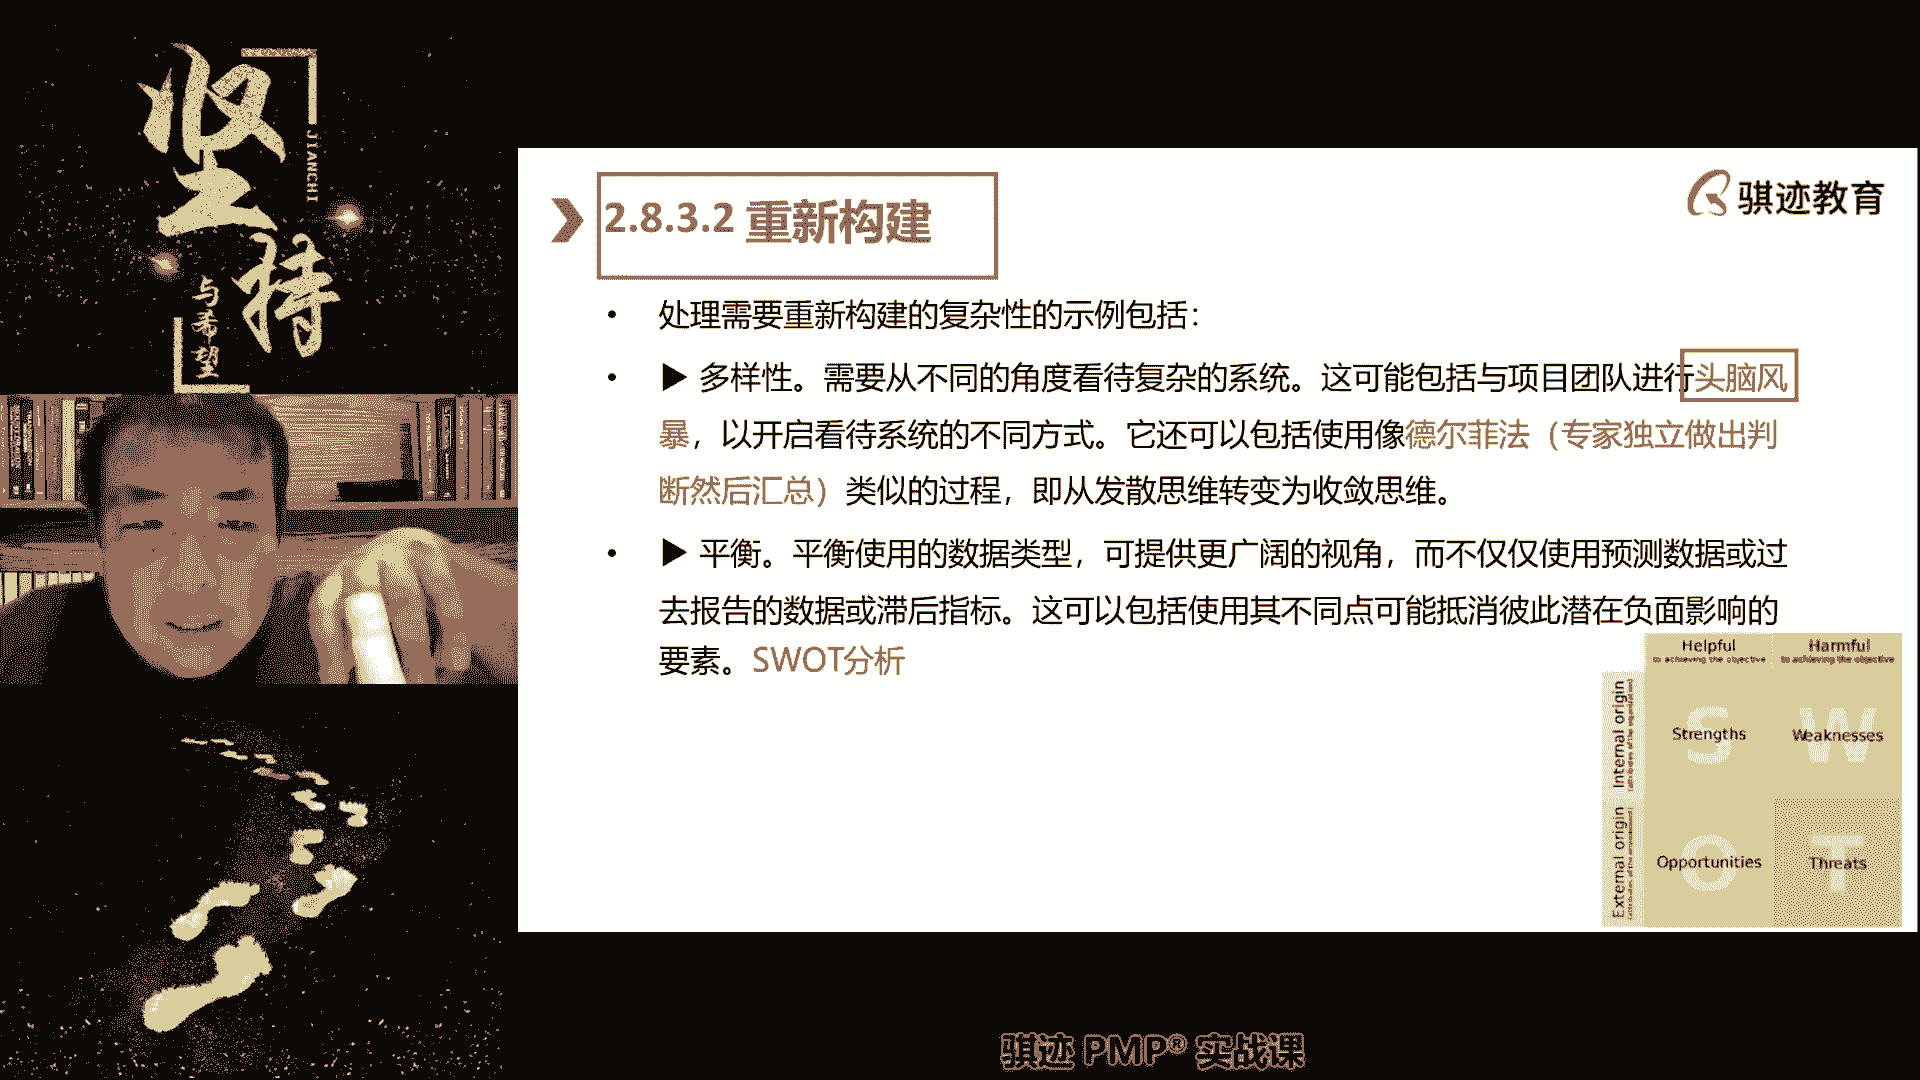 坚持
JIANCHI
与希望
骐迹教育
2.8.3.2 重新构建
• 处理需要重新构建的复杂性的示例包括：
• ▶ 多样性。需要从不同的角度看待复杂的系统。这可能包括与项目团队进行头脑风
暴，以开启看待系统的不同方式。它还可以包括使用像德尔菲法（专家独立做出判
断然后汇总）类似的过程，即从发散思维转变为收敛思维。
• ▶ 平衡。平衡使用的数据类型，可提供更广阔的视角，而不仅仅使用预测数据或过
去报告的数据或滞后指标。这可以包括使用其不同点可能抵消彼此潜在负面影响的
要素。SWOT分析
Helpful
to achieving the objective
Harmful
to achieving the objective
Internal origin
S
Strengths
W
Weaknesses
External origin
O
Opportunities
T
Threats
骐迹 PMP® 实战课